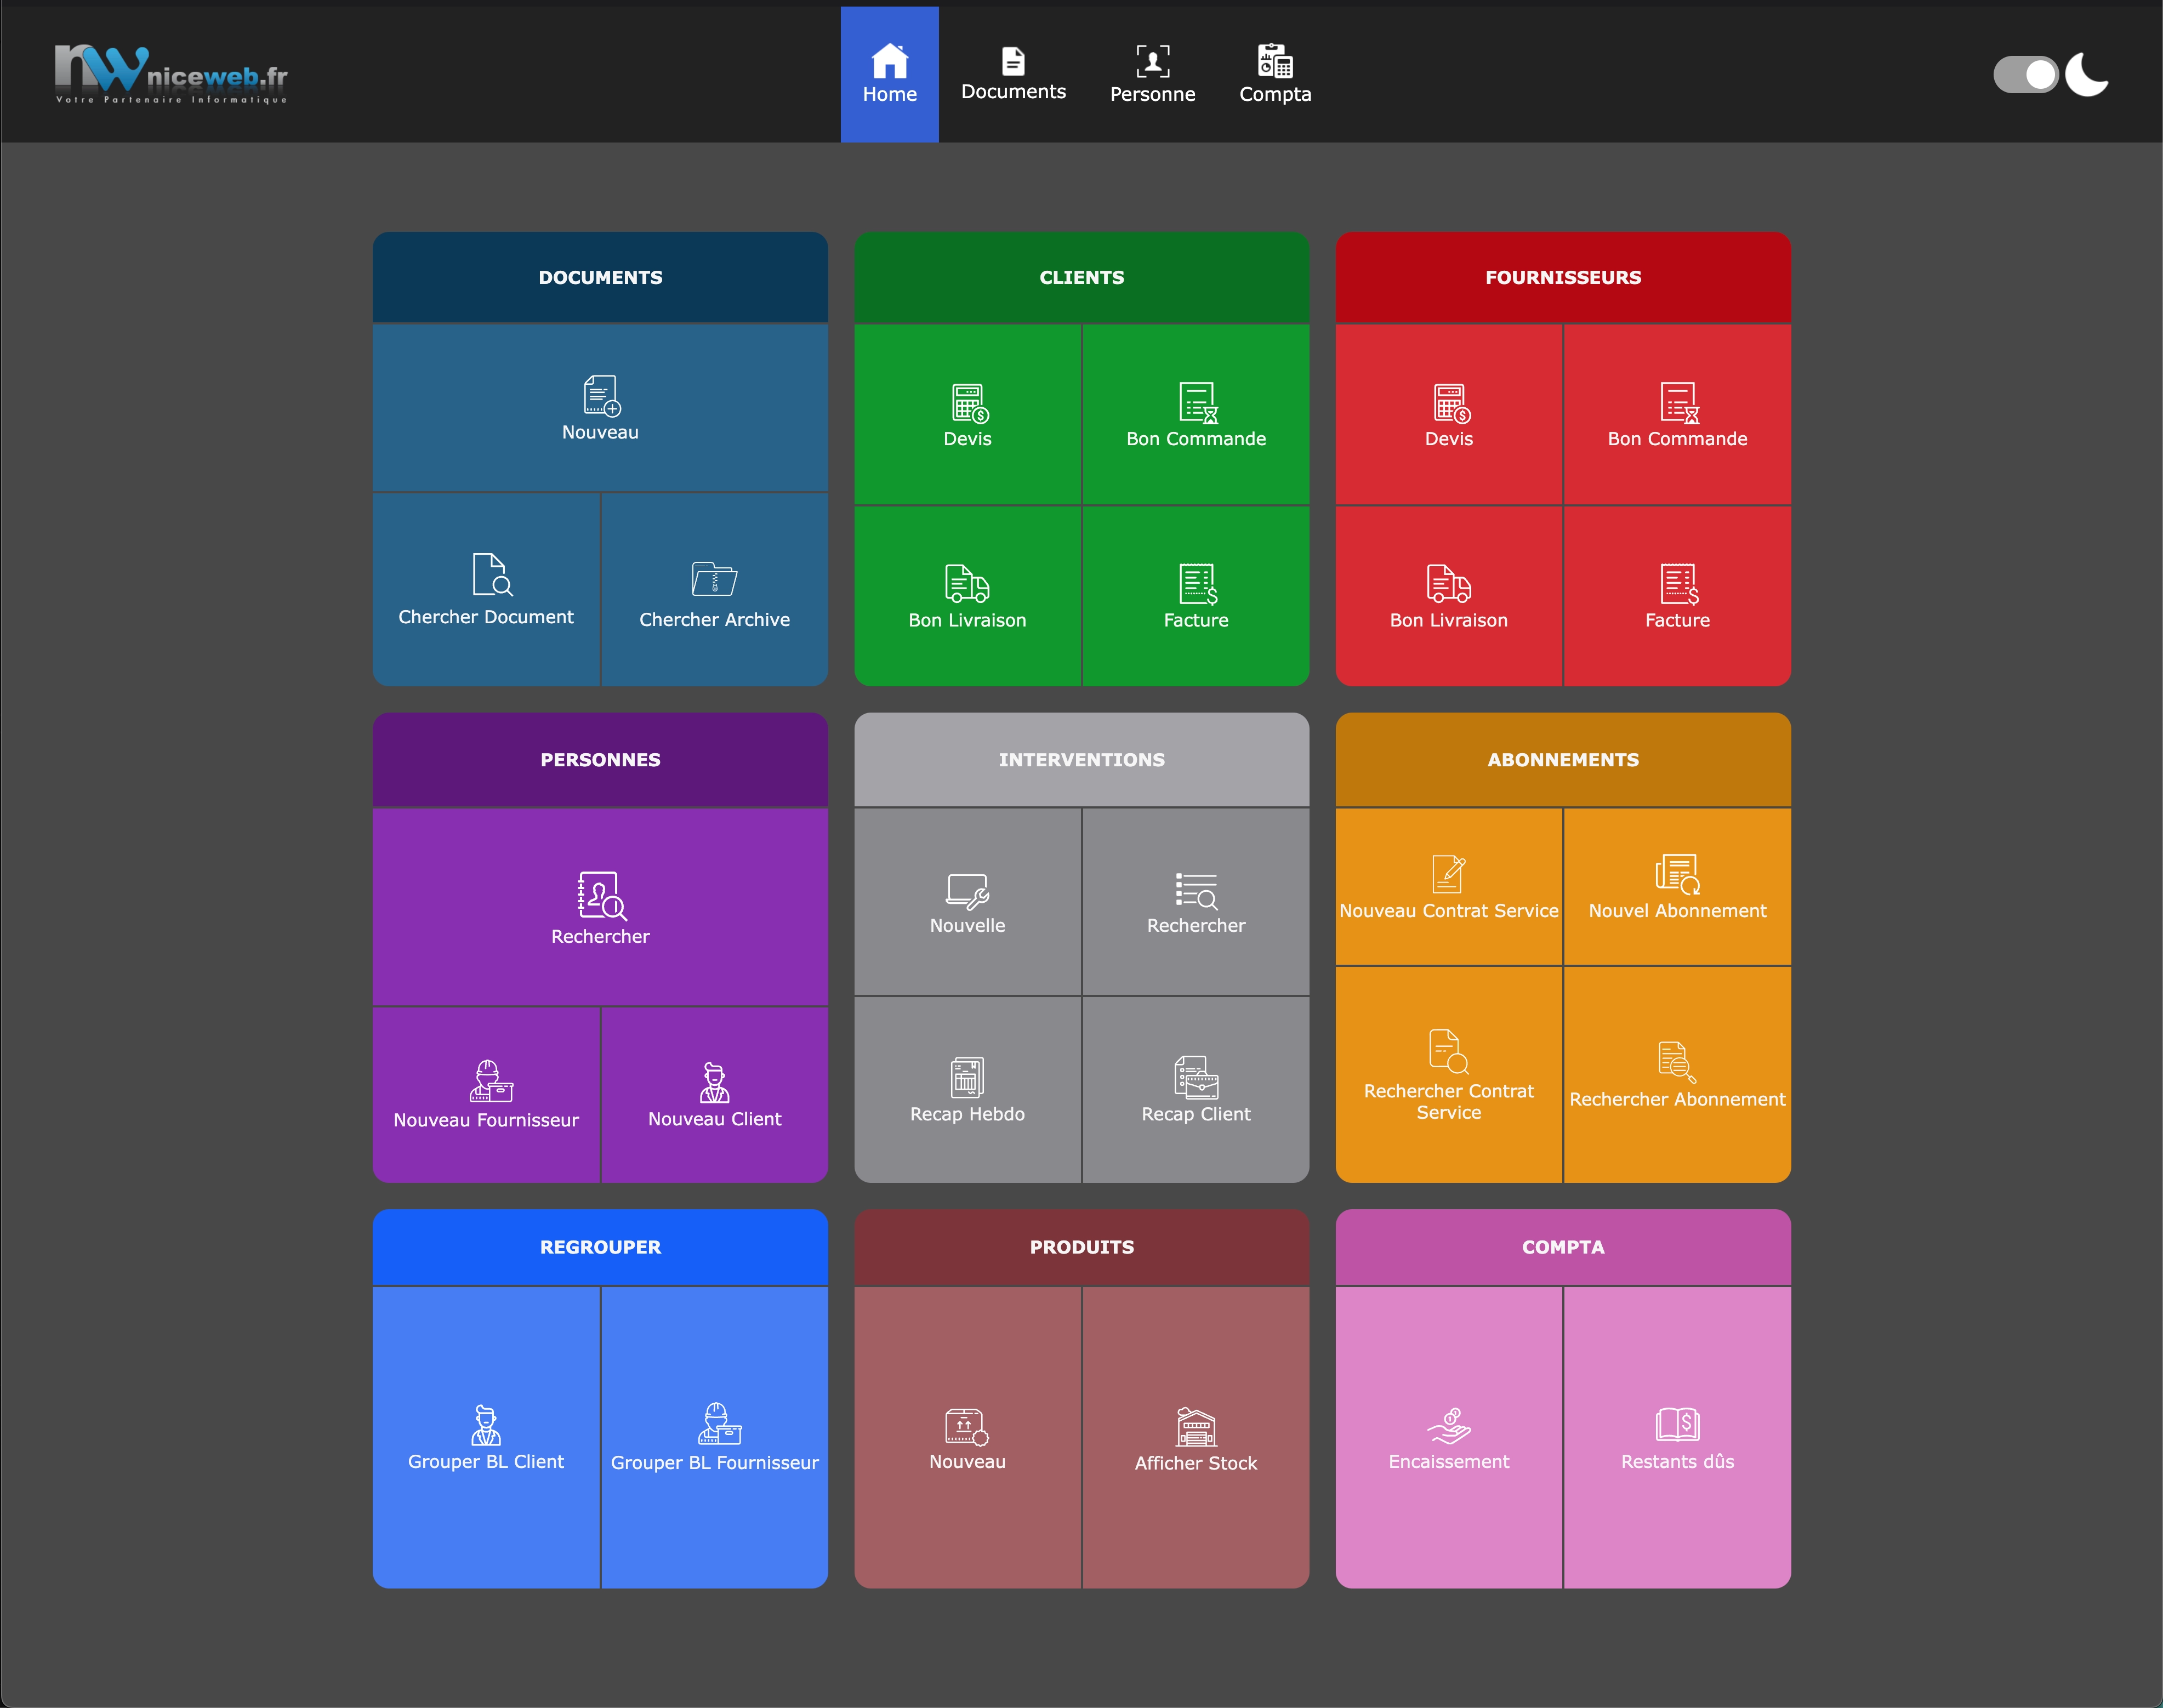 nwniceweb.fr
Votre Partenaire Informatique
Home
Documents
Personne
Compta
DOCUMENTS
Nouveau
Chercher Document
Chercher Archive
CLIENTS
Devis
Bon Commande
Bon Livraison
Facture
FOURNISSEURS
Devis
Bon Commande
Bon Livraison
Facture
PERSONNES
Rechercher
Nouveau Fournisseur
Nouveau Client
INTERVENTIONS
Nouvelle
Rechercher
Recap Hebdo
Recap Client
ABONNEMENTS
Nouveau Contrat Service
Nouvel Abonnement
Rechercher Contrat
Service
Rechercher Abonnement
REGROUPER
Grouper BL Client
Grouper BL Fournisseur
PRODUITS
Nouveau
Afficher Stock
COMPTA
Encaissement
Restants dûs